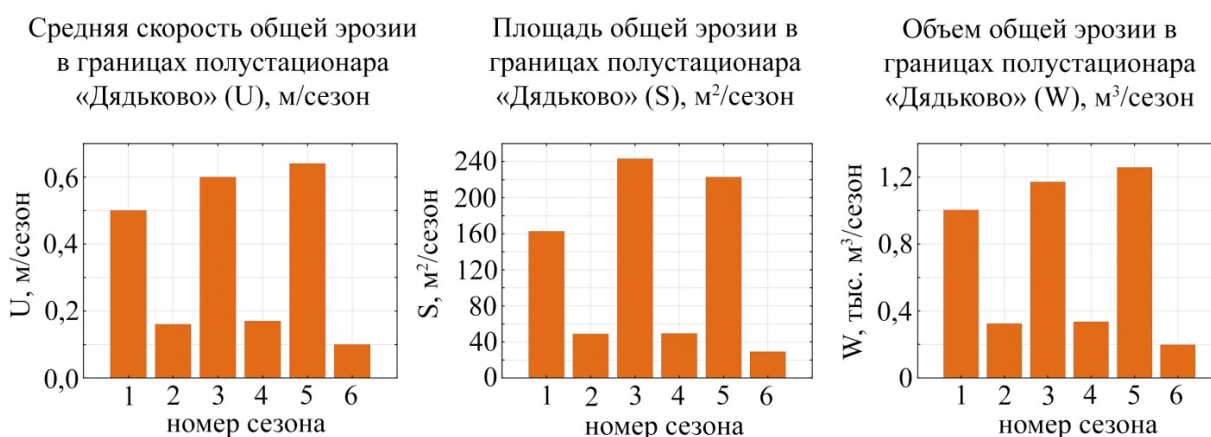 Средняя скорость общей эрозии
в границах полустационара
«Дядьково» (U), м/сезон
U, м/сезон
0,6
0,4
0,2
0,0
1 2 3 4 5 6
номер сезона
Площадь общей эрозии в
границах полустационара
«Дядьково» (S), м²/сезон
S, м²/сезон
240
200
160
120
80
40
0
1 2 3 4 5 6
номер сезона
Объем общей эрозии в
границах полустационара
«Дядьково» (W), м³/сезон
W, тыс. м³/сезон
1,2
0,8
0,4
0
1 2 3 4 5 6
номер сезона